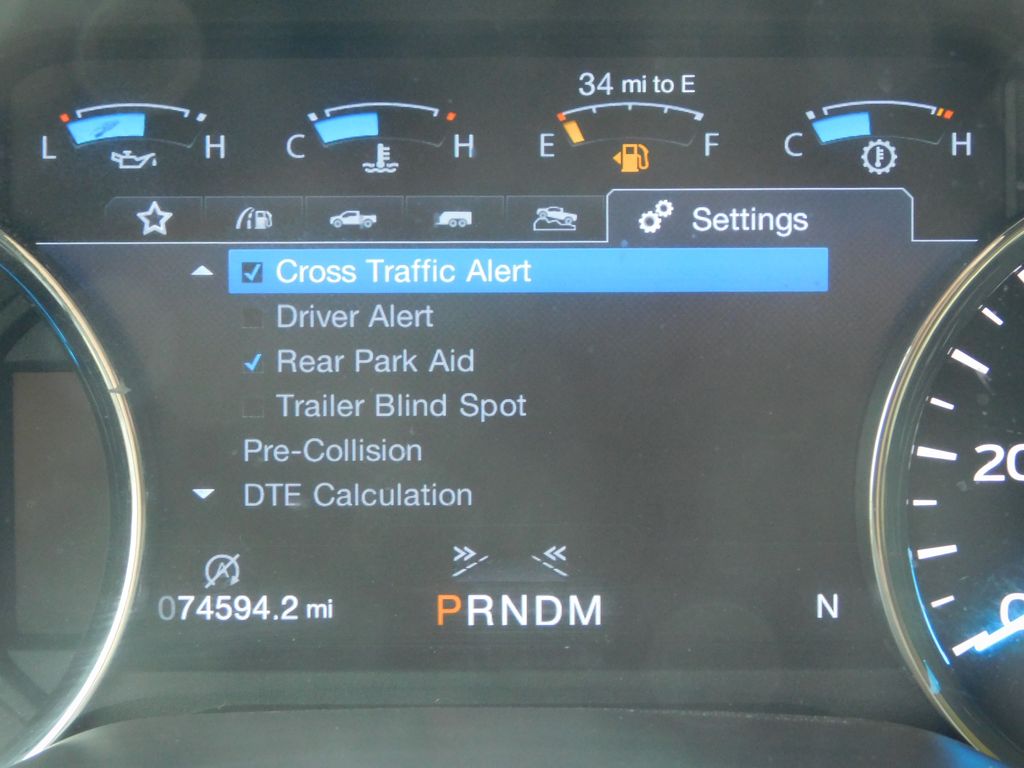 34 mi to E
L H C H E F C H
Settings
Cross Traffic Alert
Driver Alert
Rear Park Aid
Trailer Blind Spot
Pre-Collision
DTE Calculation
A
074594.2 mi PRNDM N
20
0